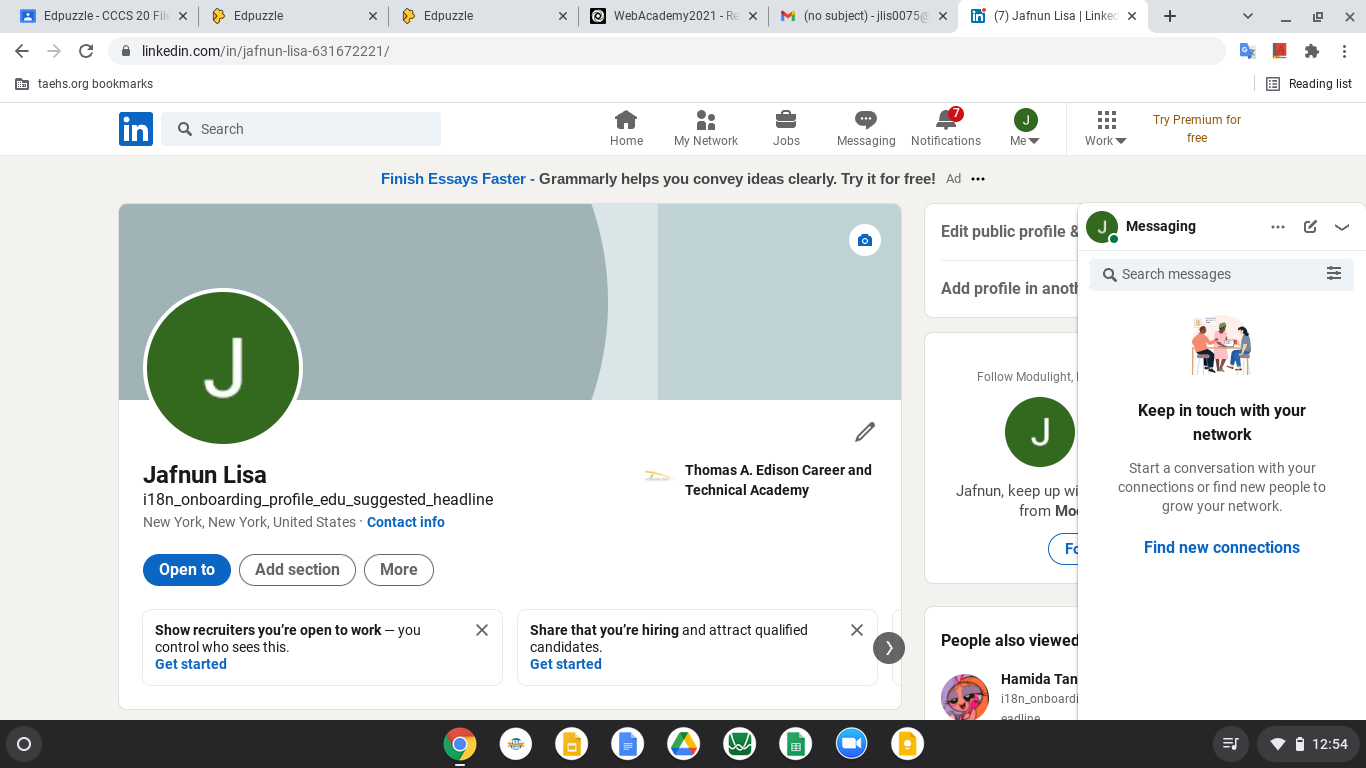 Edpuzzle - CCCS 20 File
Edpuzzle
Edpuzzle
WebAcademy2021 - Re
(no subject) - jlis0075@
(7) Jafnun Lisa | Linked
linkedin.com/in/jafnun-lisa-631672221/
taehs.org bookmarks
Reading list
in
Search
Home
My Network
Jobs
Messaging
7
Notifications
J
Me
Work
Try Premium for
free
Finish Essays Faster - Grammarly helps you convey ideas clearly. Try it for free!
Ad
J
Jafnun Lisa
i18n_onboarding_profile_edu_suggested_headline
New York, New York, United States · Contact info
Thomas A. Edison Career and
Technical Academy
Open to
Add section
More
Show recruiters you're open to work — you
control who sees this.
Get started
Share that you're hiring and attract qualified
candidates.
Get started
Edit public profile &
Add profile in anoth
Follow Modulight,
J
Jafnun, keep up wi
from Mo
Fo
People also viewed
Hamida Tan
i18n_onboardi
eadline
J
Messaging
Search messages
Keep in touch with your
network
Start a conversation with your
connections or find new people to
grow your network.
Find new connections
12:54